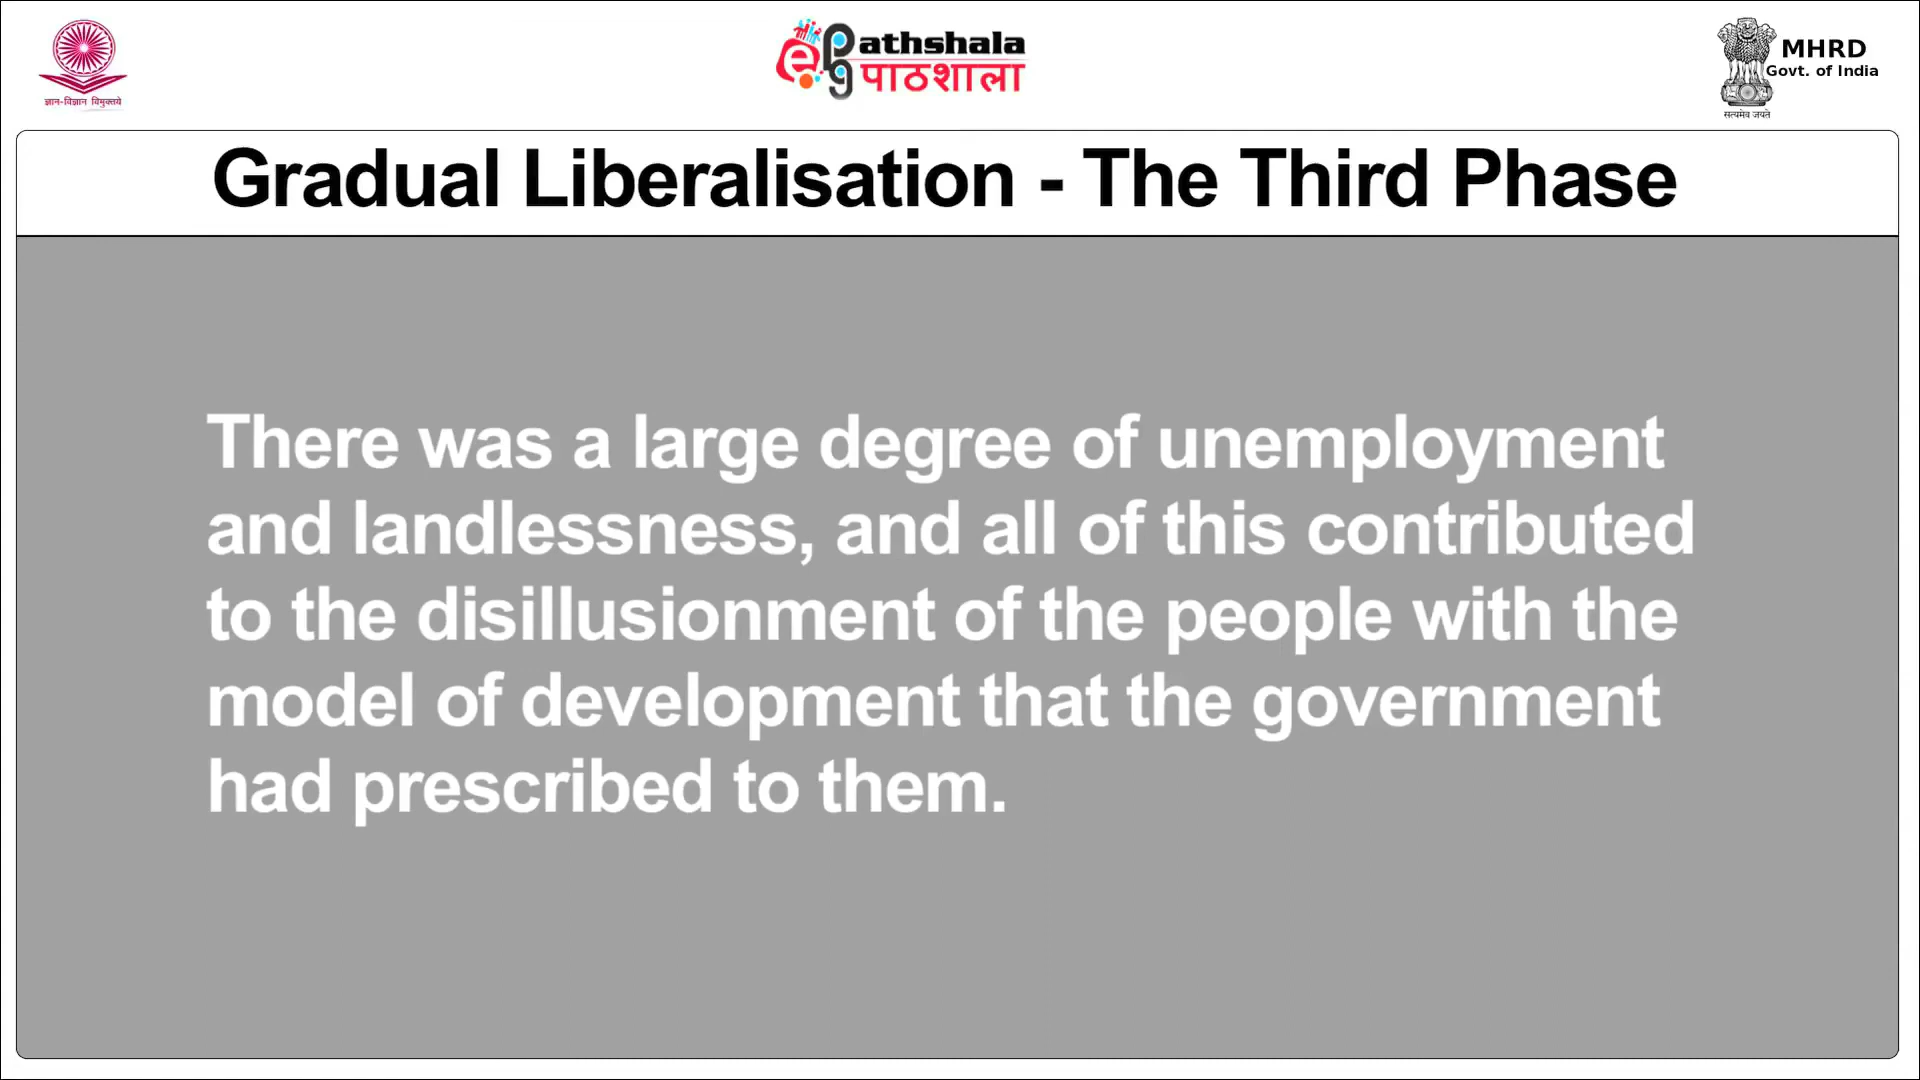 ज्ञान-विज्ञान विमुक्तये
e pg athshala
पाठशाला
MHRD
Govt. of India
सत्यमेव जयते
Gradual Liberalisation - The Third Phase
There was a large degree of unemployment
and landlessness, and all of this contributed
to the disillusionment of the people with the
model of development that the government
had prescribed to them.